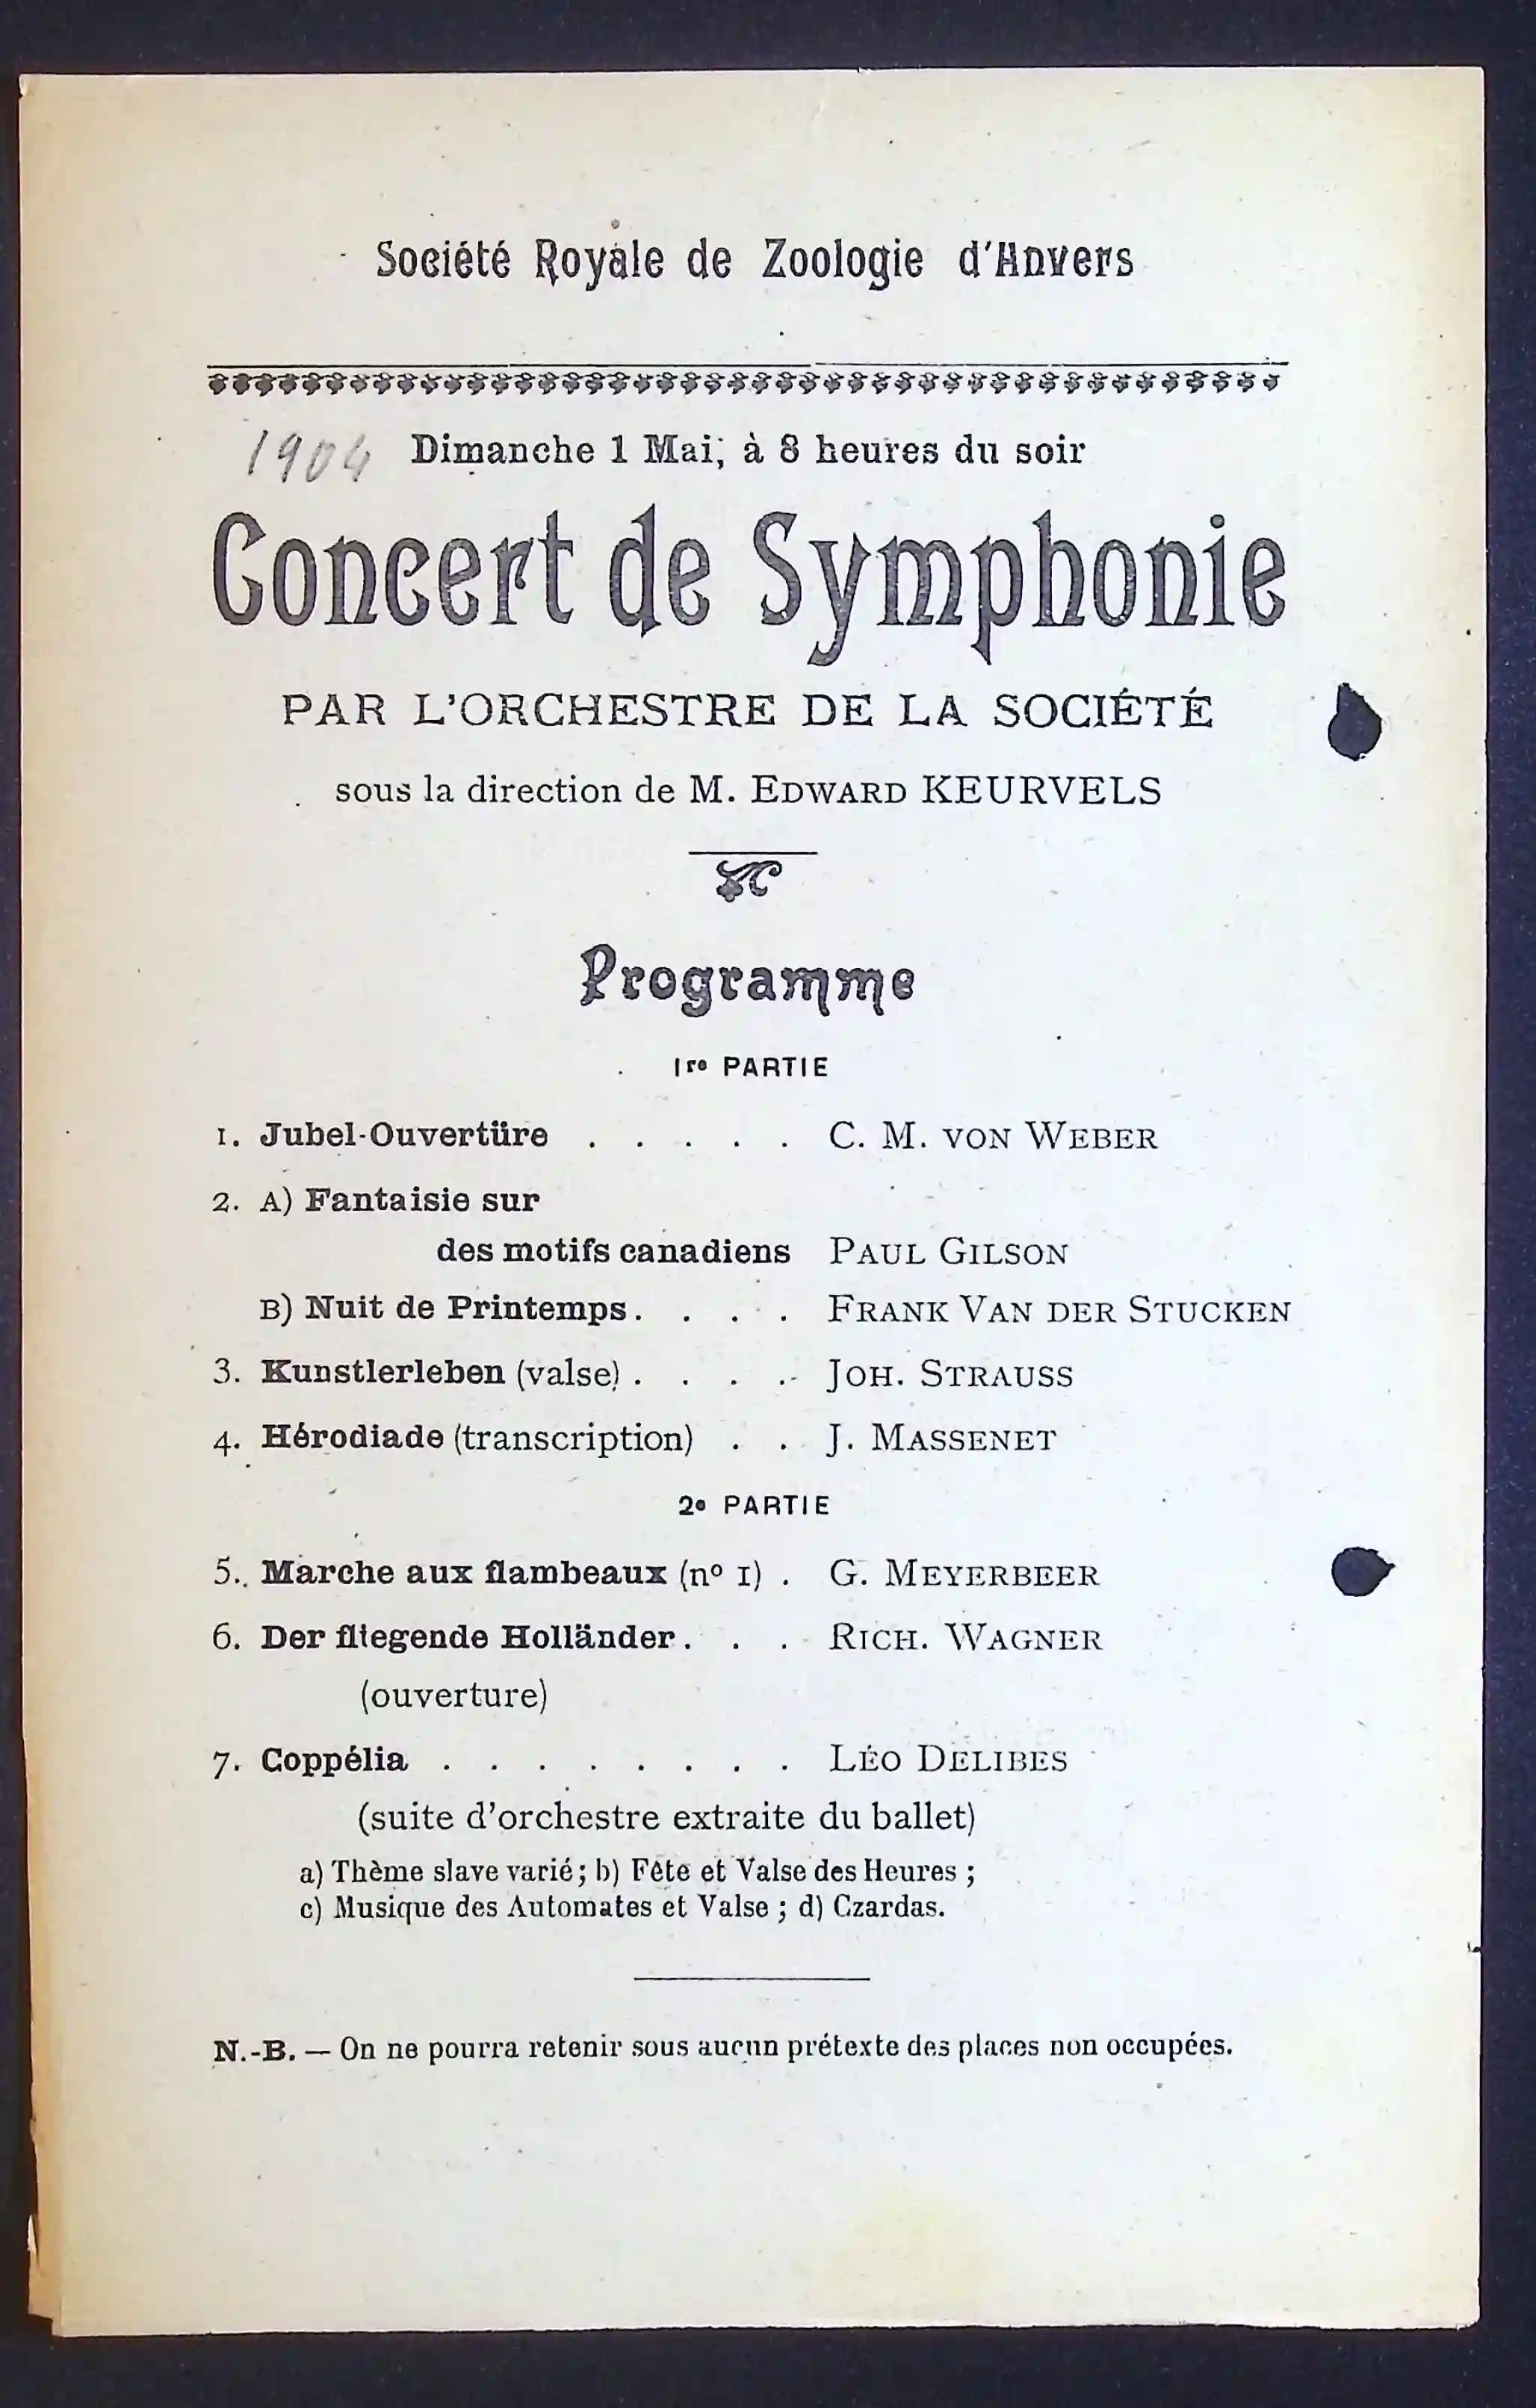 Société Royale de Zoologie d'Anvers
1904 Dimanche 1 Mai, à 8 heures du soir
Concert de Symphonie
PAR L'ORCHESTRE DE LA SOCIÉTÉ
sous la direction de M. EDWARD KEURVELS
Programme
1re PARTIE
1. Jubel-Ouvertüre . . . . . C. M. VON WEBER
2. A) Fantaisie sur
des motifs canadiens PAUL GILSON
B) Nuit de Printemps. . . . FRANK VAN DER STUCKEN
3. Kunstlerleben (valse) . . . . JOH. STRAUSS
4. Hérodiade (transcription) . . J. MASSENET
2e PARTIE
5. Marche aux flambeaux (no 1) . G. MEYERBEER
6. Der fliegende Holländer. . . RICH. WAGNER
(ouverture)
7. Coppélia . . . . . . . . LÉO DELIBES
(suite d'orchestre extraite du ballet)
a) Thème slave varié ; b) Fête et Valse des Heures ;
c) Musique des Automates et Valse ; d) Czardas.
N.-B. — On ne pourra retenir sous aucun prétexte des places non occupées.